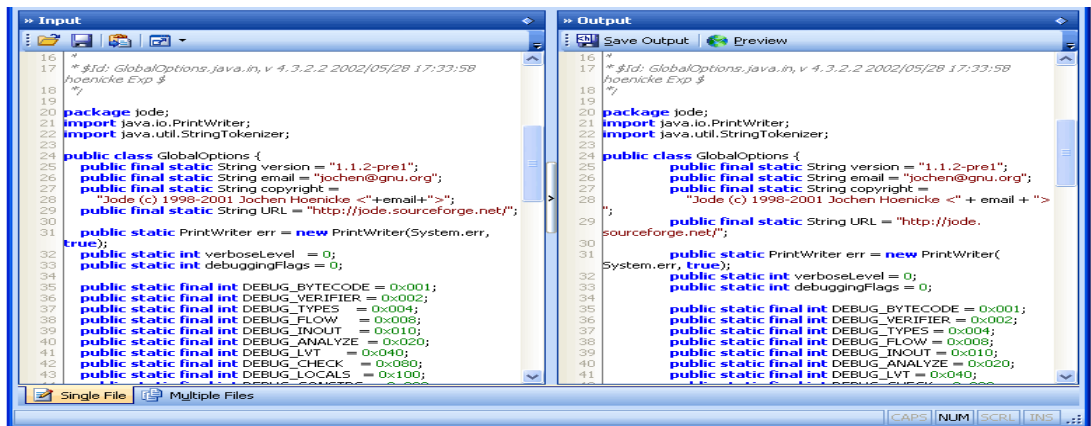 » Input
16 *
17 * $Id: GlobalOptions.java.in, v 4.3.2.2 2002/05/28 17:33:58
hoenicke Exp $
18 */
19
20 package jode;
21 import java.io.PrintWriter;
22 import java.util.StringTokenizer;
23
24 public class GlobalOptions {
25 public final static String version = "1.1.2-pre1";
26 public final static String email = "jochen@gnu.org";
27 public final static String copyright =
28 "Jode (c) 1998-2001 Jochen Hoenicke <"+email+">";
29 public final static String URL = "http://jode.sourceforge.net/";
30
31 public static PrintWriter err = new PrintWriter(System.err,
true);
32 public static int verboseLevel = 0;
33 public static int debuggingFlags = 0;
34
35 public static final int DEBUG_BYTECODE = 0x001;
36 public static final int DEBUG_VERIFIER = 0x002;
37 public static final int DEBUG_TYPES = 0x004;
38 public static final int DEBUG_FLOW = 0x008;
39 public static final int DEBUG_INOUT = 0x010;
40 public static final int DEBUG_ANALYZE = 0x020;
41 public static final int DEBUG_LVT = 0x040;
42 public static final int DEBUG_CHECK = 0x080;
43 public static final int DEBUG_LOCALS = 0x100;
» Output
Save Output Preview
16 *
17 * $Id: GlobalOptions.java.in, v 4.3.2.2 2002/05/28 17:33:58
hoenicke Exp $
18 */
19
20 package jode;
21 import java.io.PrintWriter;
22 import java.util.StringTokenizer;
23
24 public class GlobalOptions {
25 public final static String version = "1.1.2-pre1";
26 public final static String email = "jochen@gnu.org";
27 public final static String copyright =
28 "Jode (c) 1998-2001 Jochen Hoenicke <" + email + ">
";
29 public final static String URL = "http://jode.
sourceforge.net/";
30
31 public static PrintWriter err = new PrintWriter(
System.err, true);
32 public static int verboseLevel = 0;
33 public static int debuggingFlags = 0;
34
35 public static final int DEBUG_BYTECODE = 0x001;
36 public static final int DEBUG_VERIFIER = 0x002;
37 public static final int DEBUG_TYPES = 0x004;
38 public static final int DEBUG_FLOW = 0x008;
39 public static final int DEBUG_INOUT = 0x010;
40 public static final int DEBUG_ANALYZE = 0x020;
41 public static final int DEBUG_LVT = 0x040;
Single File Multiple Files
CAPS NUM SCRL INS